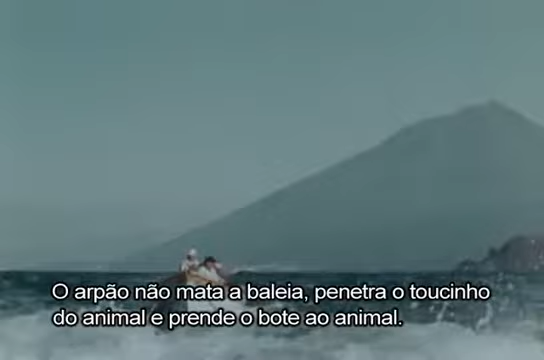 O arpão não mata a baleia, penetra o toucinho
do animal e prende o bote ao animal.